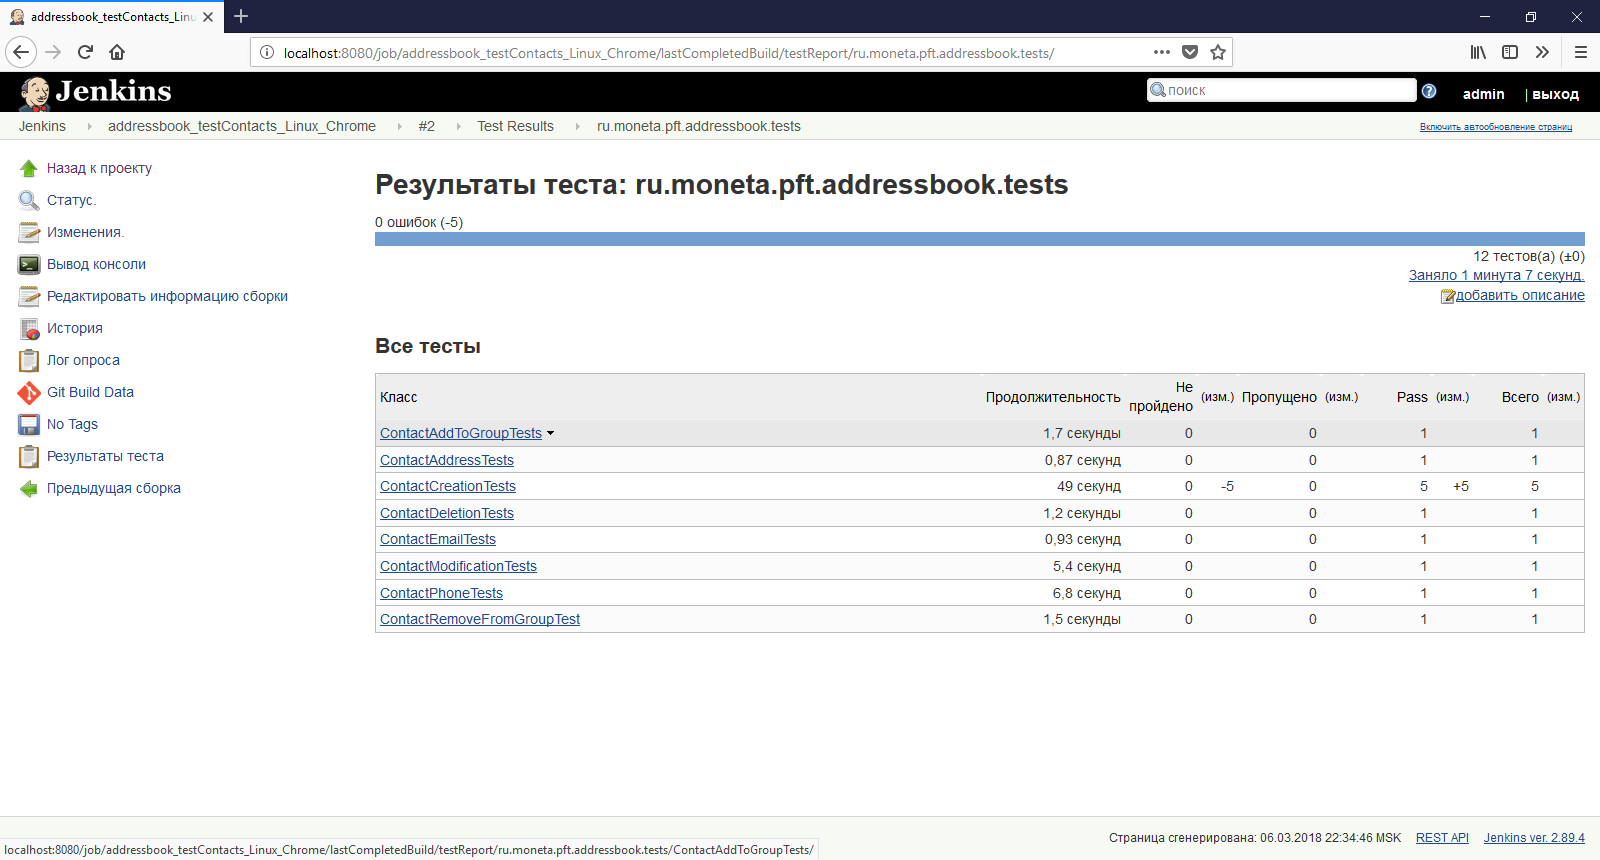 addressbook_testContacts_Linu
localhost:8080/job/addressbook_testContacts_Linux_Chrome/lastCompletedBuild/testReport/ru.moneta.pft.addressbook.tests/
Jenkins
поиск
admin | выход
Jenkins addressbook_testContacts_Linux_Chrome #2 Test Results ru.moneta.pft.addressbook.tests
Включить автообновление страниц
Назад к проекту
Статус.
Изменения.
Вывод консоли
Редактировать информацию сборки
История
Лог опроса
Git Build Data
No Tags
Результаты теста
Предыдущая сборка
Результаты теста: ru.moneta.pft.addressbook.tests
0 ошибок (-5)
12 тестов(а) (±0)
Заняло 1 минута 7 секунд.
добавить описание
Все тесты
Класс Продолжительность Не пройдено (изм.) Пропущено (изм.) Pass (изм.) Всего (изм.)
ContactAddToGroupTests 1,7 секунды 0 0 1 1
ContactAddressTests 0,87 секунд 0 0 1 1
ContactCreationTests 49 секунд 0 -5 0 5 +5 5
ContactDeletionTests 1,2 секунды 0 0 1 1
ContactEmailTests 0,93 секунд 0 0 1 1
ContactModificationTests 5,4 секунд 0 0 1 1
ContactPhoneTests 6,8 секунд 0 0 1 1
ContactRemoveFromGroupTest 1,5 секунды 0 0 1 1
Страница сгенерирована: 06.03.2018 22:34:46 MSK REST API Jenkins ver. 2.89.4
localhost:8080/job/addressbook_testContacts_Linux_Chrome/lastCompletedBuild/testReport/ru.moneta.pft.addressbook.tests/ContactAddToGroupTests/